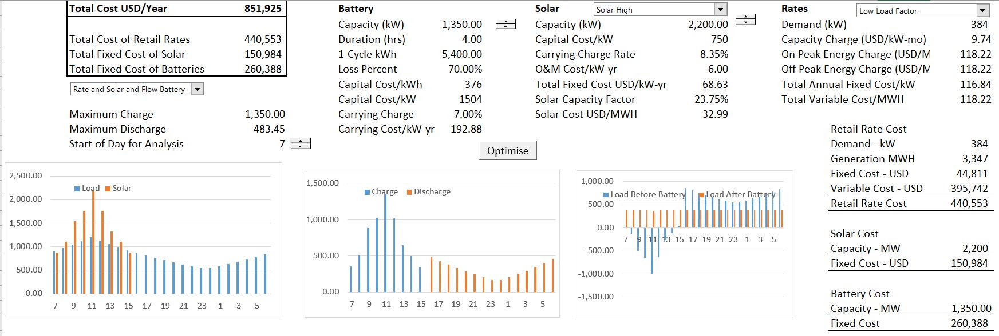 Total Cost USD/Year 851,925
Total Cost of Retail Rates 440,553
Total Fixed Cost of Solar 150,984
Total Fixed Cost of Batteries 260,388
Rate and Solar and Flow Battery
Maximum Charge 1,350.00
Maximum Discharge 483.45
Start of Day for Analysis 7
Battery
Capacity (kW) 1,350.00
Duration (hrs) 4.00
1-Cycle kWh 5,400.00
Loss Percent 70.00%
Capital Cost/kWh 376
Capital Cost/kW 1504
Carrying Charge 7.00%
Carrying Cost/kW-yr 192.88
Optimise
Solar Solar High
Capacity (kW) 2,200.00
Capital Cost/kW 750
Carrying Charge Rate 8.35%
O&M Cost/kW-yr 6.00
Total Fixed Cost USD/kW-yr 68.63
Solar Capacity Factor 23.75%
Solar Cost USD/MWH 32.99
Rates Low Load Factor
Demand (kW) 384
Capacity Charge (USD/kW-mo) 9.74
On Peak Energy Charge (USD/M 118.22
Off Peak Energy Charge (USD/M 118.22
Total Annual Fixed Cost/kW 116.84
Total Variable Cost/MWH 118.22
Retail Rate Cost
Demand - kW 384
Generation MWH 3,347
Fixed Cost - USD 44,811
Variable Cost - USD 395,742
Retail Rate Cost 440,553
Solar Cost
Capacity - MW 2,200
Fixed Cost - USD 150,984
Battery Cost
Capacity - MW 1,350.00
Fixed Cost 260,388
2,500.00
Load Solar
2,000.00
1,500.00
1,000.00
500.00
0.00
7 9 11 13 15 17 19 21 23 1 3 5
1,500.00
Charge Discharge
1,000.00
500.00
0.00
7 9 11 13 15 17 19 21 23 1 3 5
1,000.00
Load Before Battery Load After Battery
500.00
0.00
7 9 11 13 15 17 19 21 23 1 3 5
-500.00
-1,000.00
-1,500.00